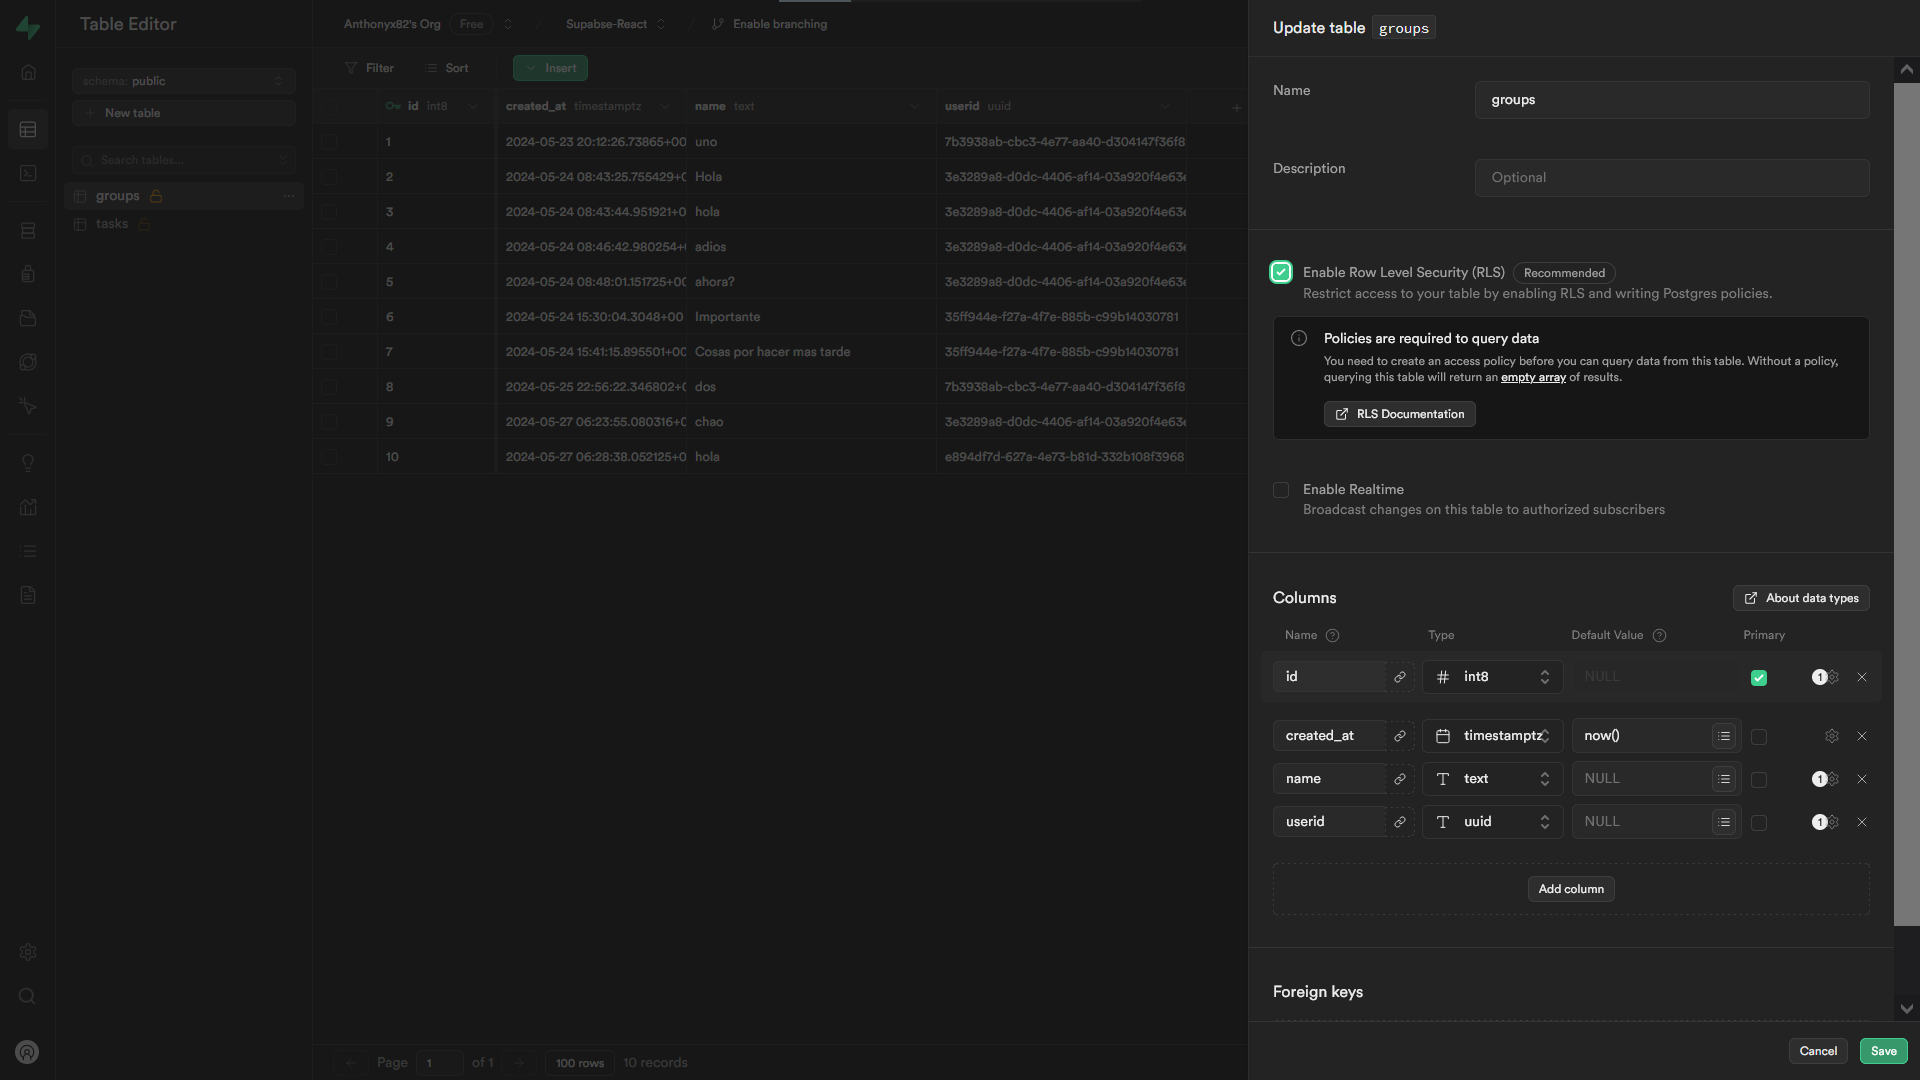 Table Editor
schema: public
New table
Search tables...
groups
tasks
Anthonyx82's Org Free
Supabse-React
Enable branching
Filter
Sort
Insert
id int8
created_at timestamptz
name text
userid uuid
1 2024-05-23 20:12:26.73865+00 uno 7b3938ab-cbc3-4e77-aa40-d304147f36f8
2 2024-05-24 08:43:25.755429+0 Hola 3e3289a8-d0dc-4406-af14-03a920f4e63
3 2024-05-24 08:43:44.951921+0 hola 3e3289a8-d0dc-4406-af14-03a920f4e63
4 2024-05-24 08:46:42.980254+ adios 3e3289a8-d0dc-4406-af14-03a920f4e63
5 2024-05-24 08:48:01.151725+00 ahora? 3e3289a8-d0dc-4406-af14-03a920f4e63
6 2024-05-24 15:30:04.3048+00 Importante 35ff944e-f27a-4f7e-885b-c99b14030781
7 2024-05-24 15:41:15.895501+00 Cosas por hacer mas tarde 35ff944e-f27a-4f7e-885b-c99b14030781
8 2024-05-25 22:56:22.346802+0 dos 7b3938ab-cbc3-4e77-aa40-d304147f36f8
9 2024-05-27 06:23:55.080316+0 chao 3e3289a8-d0dc-4406-af14-03a920f4e63
10 2024-05-27 06:28:38.052125+0 hola e894df7d-627a-4e73-b81d-332b108f3968
Page 1 of 1 100 rows 10 records
Update table groups
Name groups
Description Optional
Enable Row Level Security (RLS) Recommended
Restrict access to your table by enabling RLS and writing Postgres policies.
Policies are required to query data
You need to create an access policy before you can query data from this table. Without a policy,
querying this table will return an empty array of results.
RLS Documentation
Enable Realtime
Broadcast changes on this table to authorized subscribers
Columns About data types
Name Type Default Value Primary
id int8 NULL 1
created_at timestamptz now()
name text NULL 1
userid uuid NULL 1
Add column
Foreign keys
Cancel Save